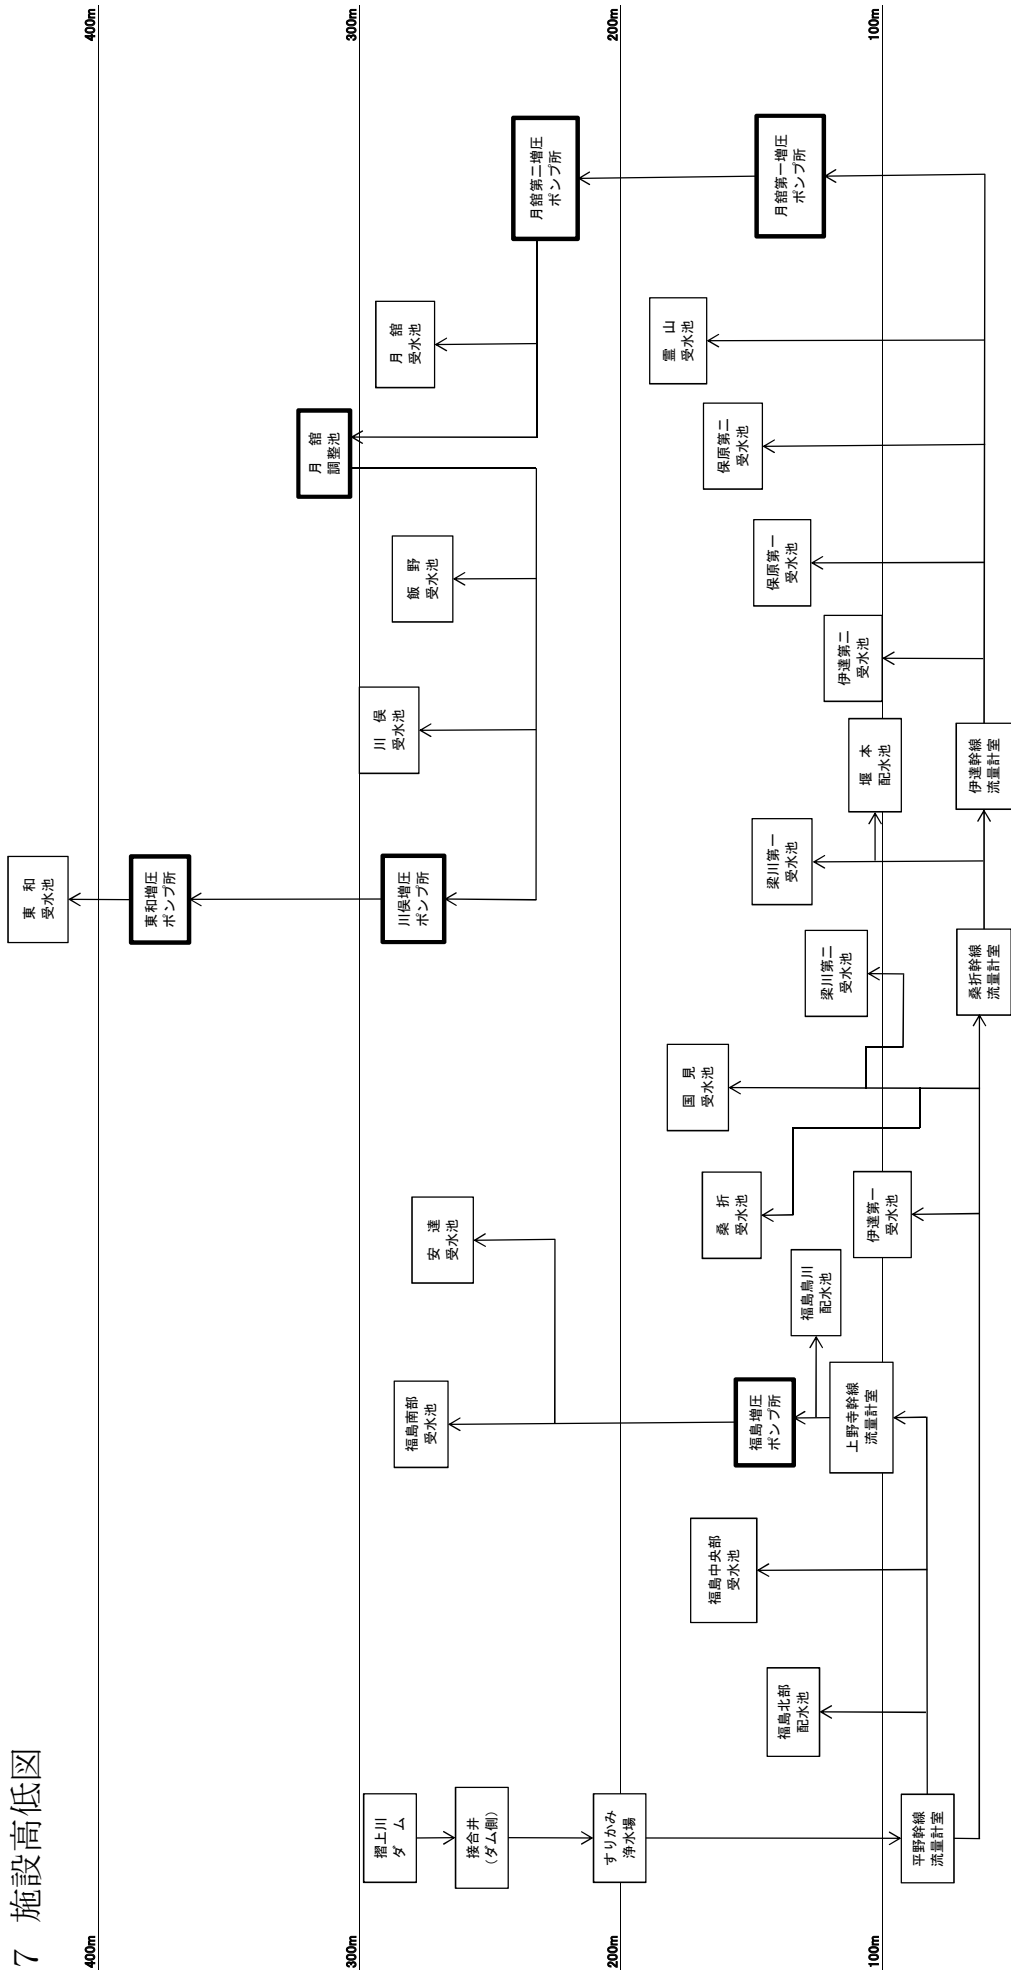 7　施設高低図
400m
300m
200m
100m
400m
300m
200m
100m
摺上川
ダ　ム
接合井
(ダム側)
すりかみ
浄水場
平野幹線
流量計室
福島北部
配水池
福島中央部
受水池
上野寺幹線
流量計室
福島増圧
ポンプ所
福島鳥川
配水池
福島南部
受水池
安　達
受水池
伊達第一
受水池
桑　折
受水池
国　見
受水池
梁川第二
受水池
桑折幹線
流量計室
梁川第一
受水池
堰　本
配水池
伊達幹線
流量計室
伊達第二
受水池
保原第一
受水池
保原第二
受水池
霊　山
受水池
月舘第一増圧
ポンプ所
月舘第二増圧
ポンプ所
月　舘
受水池
月　舘
調整池
飯　野
受水池
川　俣
受水池
川俣増圧
ポンプ所
東和増圧
ポンプ所
東　和
受水池